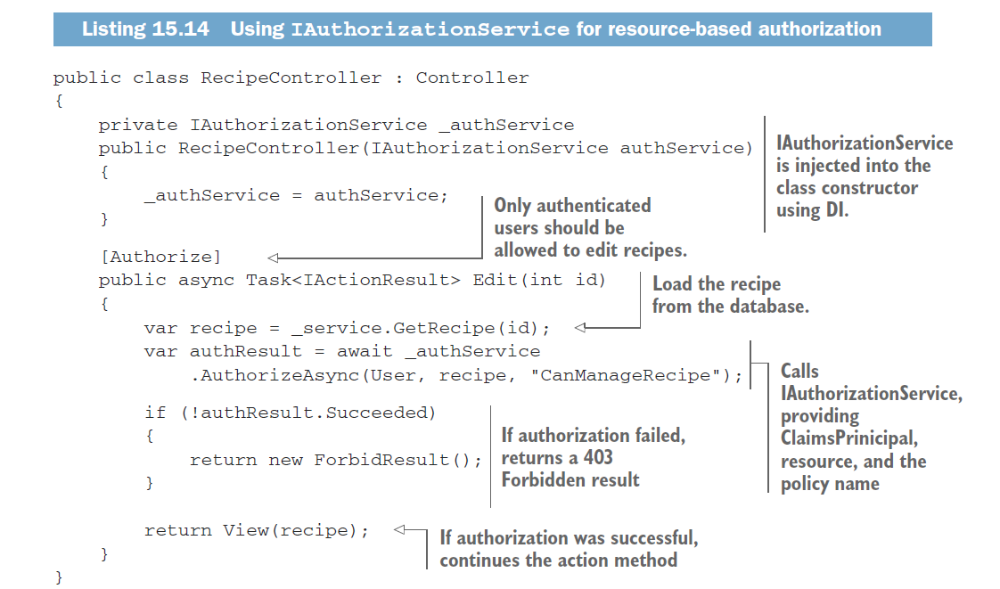 Listing 15.14 Using IAuthorizationService for resource-based authorization
public class RecipeController : Controller
{
private IAuthorizationService _authService
public RecipeController(IAuthorizationService authService)
{
_authService = authService;
}
IAuthorizationService
is injected into the
class constructor
using DI.
Only authenticated
users should be
allowed to edit recipes.
[Authorize]
public async Task<IActionResult> Edit(int id)
{
Load the recipe
from the database.
var recipe = _service.GetRecipe(id);
var authResult = await _authService
.AuthorizeAsync(User, recipe, "CanManageRecipe");
Calls
IAuthorizationService,
providing
ClaimsPrinicipal,
resource, and the
policy name
if (!authResult.Succeeded)
{
return new ForbidResult();
}
If authorization failed,
returns a 403
Forbidden result
return View(recipe);
If authorization was successful,
continues the action method
}
}